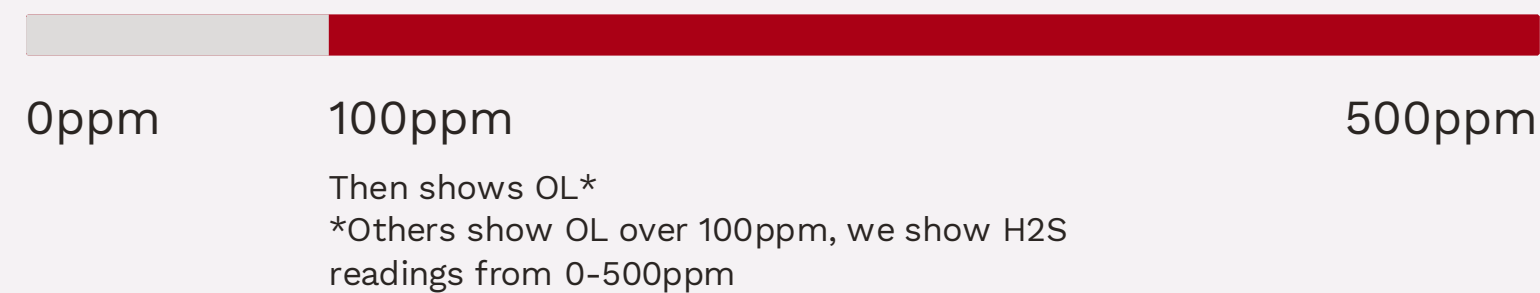 0ppm 100ppm 500ppm
Then shows OL*
*Others show OL over 100ppm, we show H2S
readings from 0-500ppm